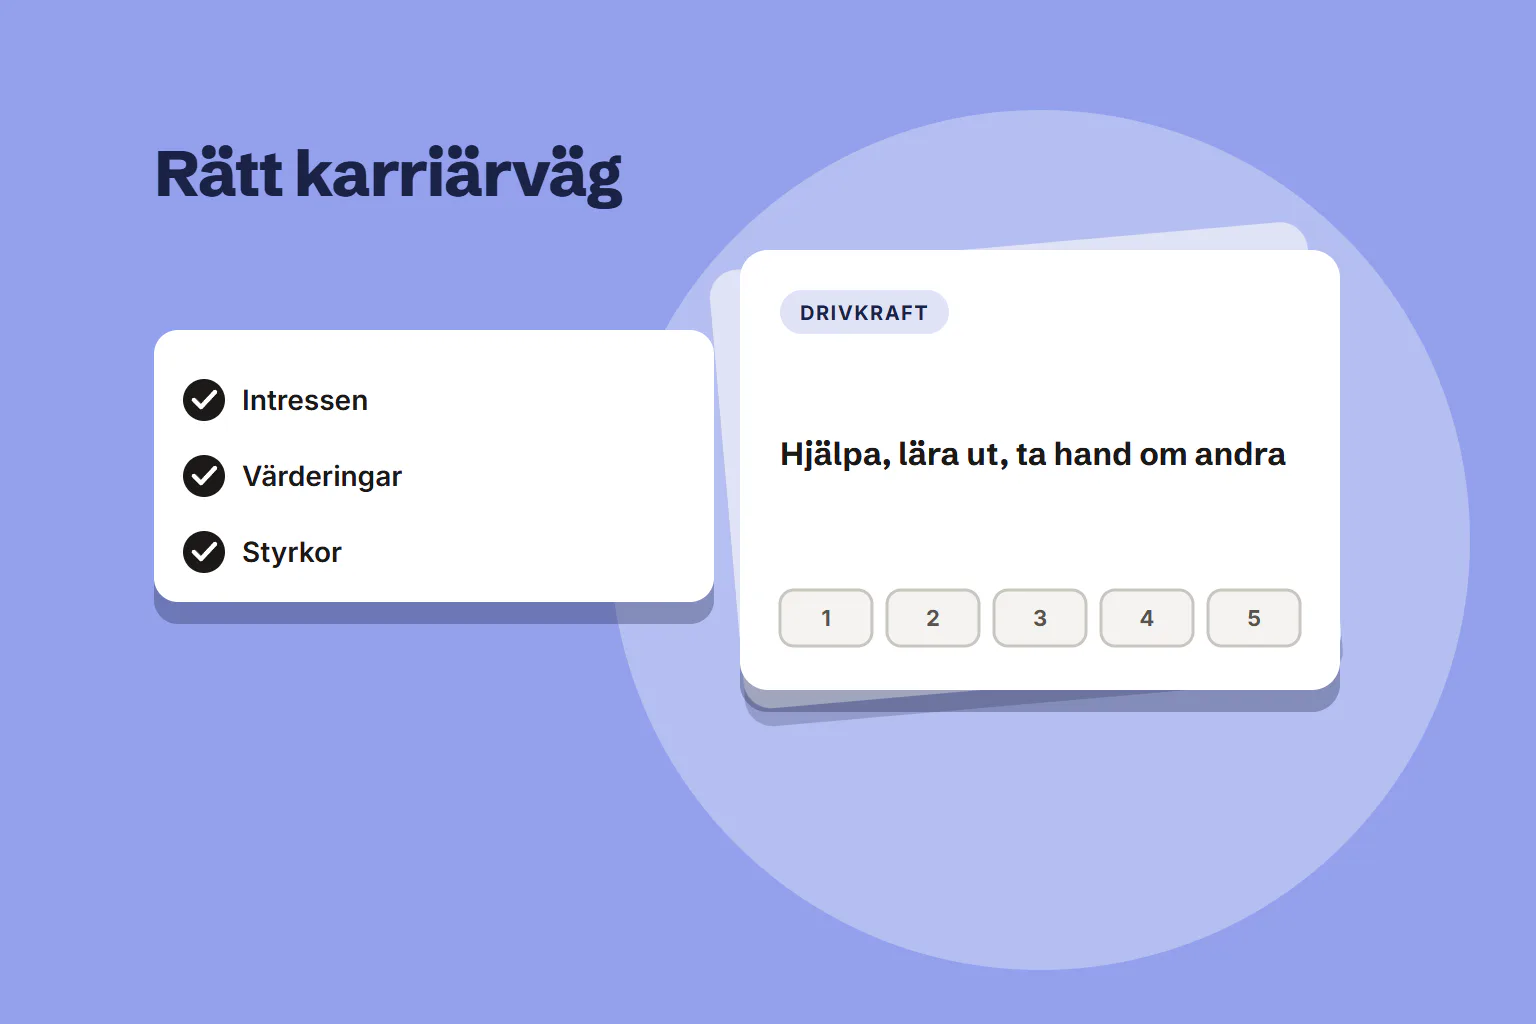 Rätt karriärväg
Intressen
Värderingar
Styrkor
DRIVKRAFT
Hjälpa, lära ut, ta hand om andra
1 2 3 4 5